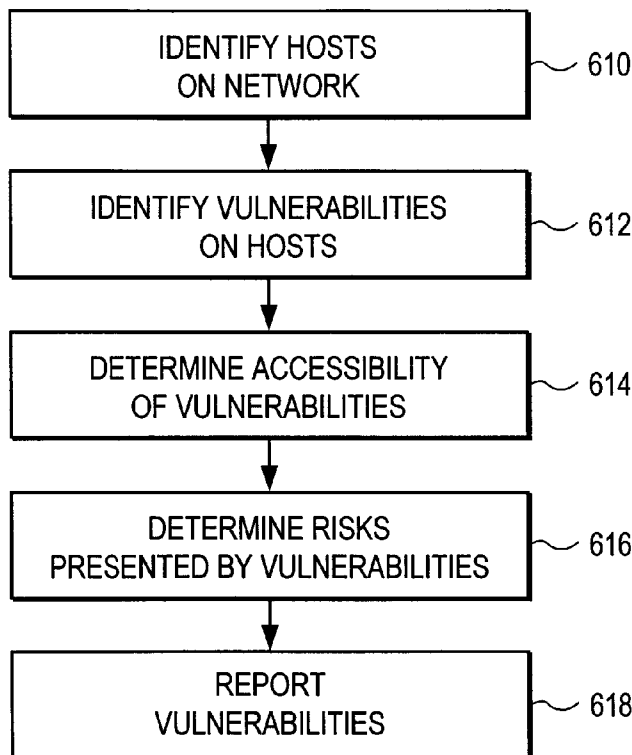 IDENTIFY HOSTS
ON NETWORK
610
IDENTIFY VULNERABILITIES
ON HOSTS
612
DETERMINE ACCESSIBILITY
OF VULNERABILITIES
614
DETERMINE RISKS
PRESENTED BY VULNERABILITIES
616
REPORT
VULNERABILITIES
618